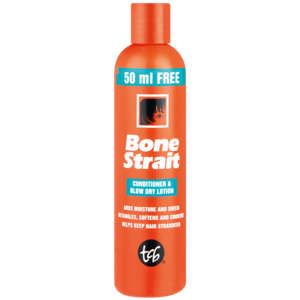 50 ml FREE
Bone
Strait
CONDITIONER &
BLOW DRY LOTION
ADDS MOISTURE AND SHEEN
DETANGLES, SOFTENS AND SMOOTHS
HELPS KEEP HAIR STRAIGHTER
tcb